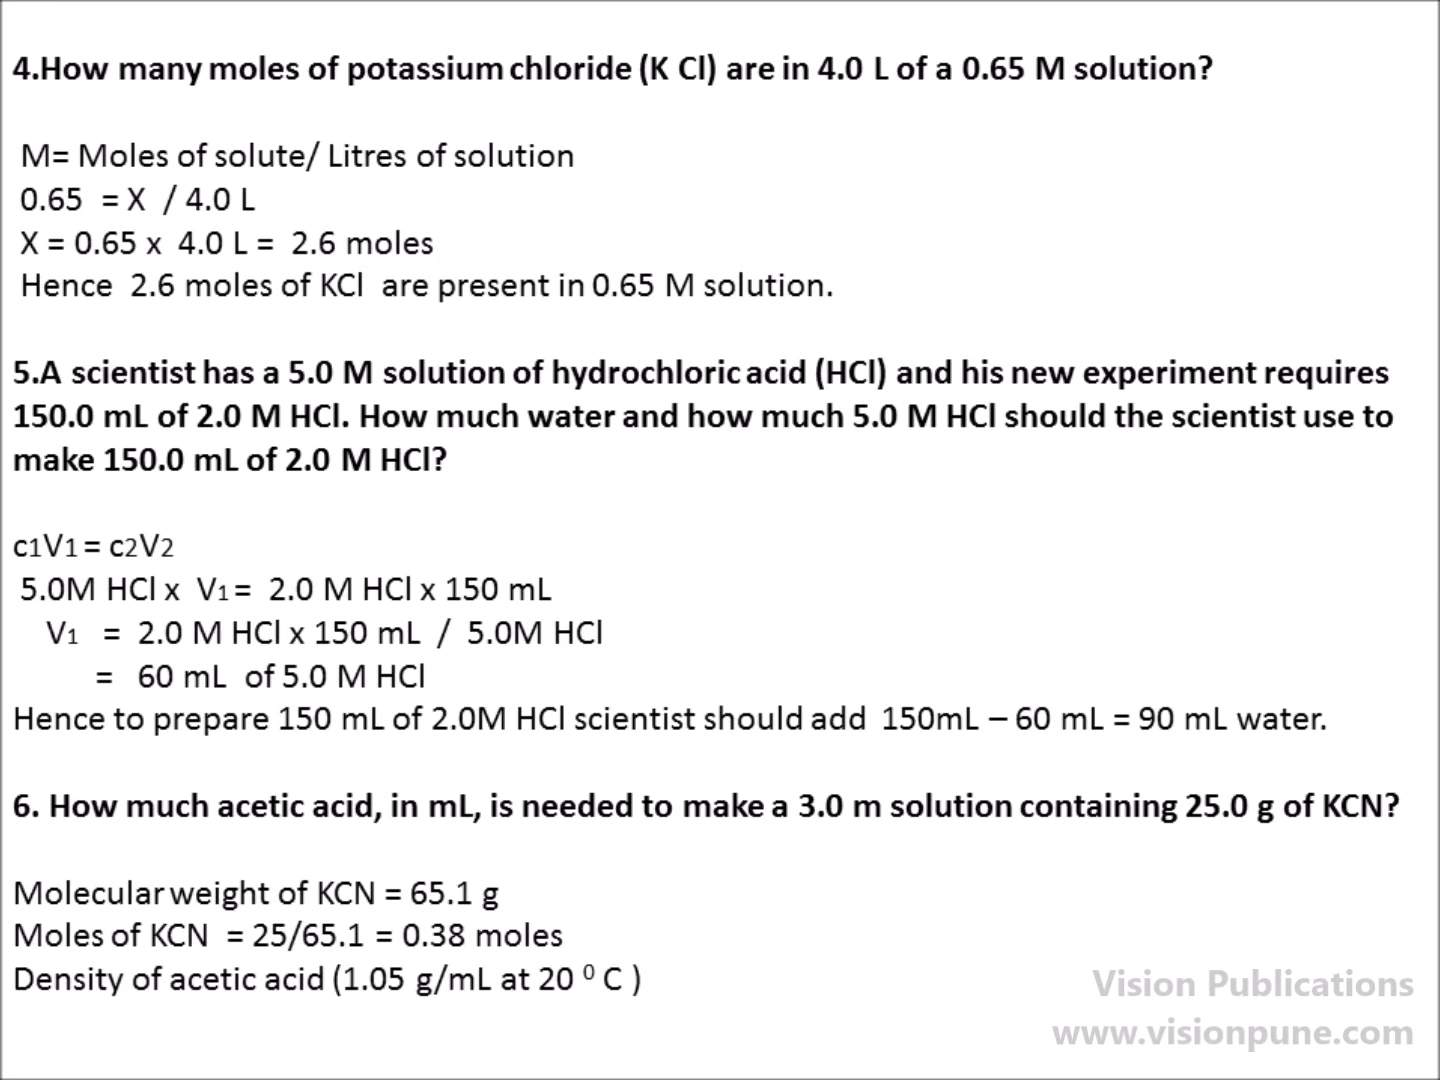 4.How many moles of potassium chloride (K Cl) are in 4.0 L of a 0.65 M solution?
M= Moles of solute/ Litres of solution
0.65 = X / 4.0 L
X = 0.65 x 4.0 L = 2.6 moles
Hence 2.6 moles of KCl are present in 0.65 M solution.
5.A scientist has a 5.0 M solution of hydrochloric acid (HCl) and his new experiment requires
150.0 mL of 2.0 M HCl. How much water and how much 5.0 M HCl should the scientist use to
make 150.0 mL of 2.0 M HCl?
c1V1 = c2V2
5.0M HCl x V1 = 2.0 M HCl x 150 mL
V1 = 2.0 M HCl x 150 mL / 5.0M HCl
= 60 mL of 5.0 M HCl
Hence to prepare 150 mL of 2.0M HCl scientist should add 150mL – 60 mL = 90 mL water.
6. How much acetic acid, in mL, is needed to make a 3.0 m solution containing 25.0 g of KCN?
Molecular weight of KCN = 65.1 g
Moles of KCN = 25/65.1 = 0.38 moles
Density of acetic acid (1.05 g/mL at 20 ⁰ C )
Vision Publications
www.visionpune.com